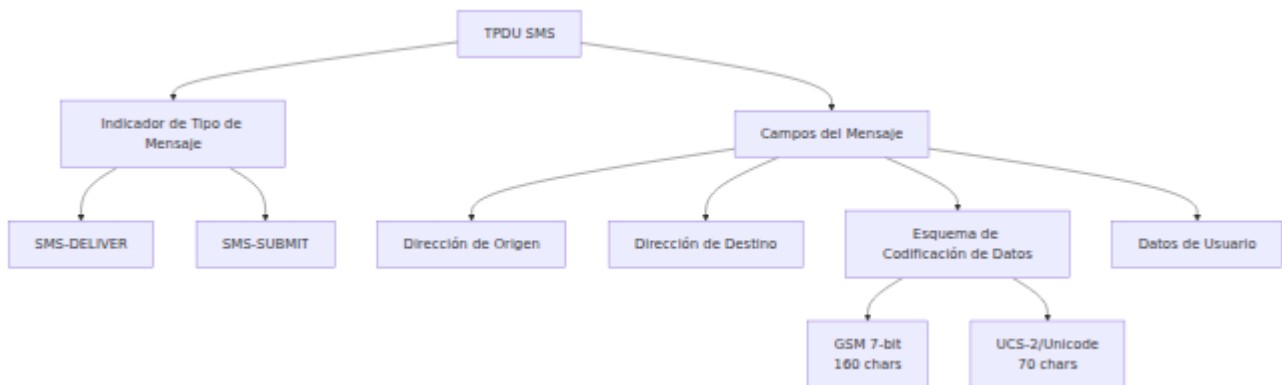 TPDU SMS
Indicador de Tipo de
Mensaje
Campos del Mensaje
SMS-DELIVER
SMS-SUBMIT
Dirección de Origen
Dirección de Destino
Esquema de
Codificación de Datos
Datos de Usuario
GSM 7-bit
160 chars
UCS-2/Unicode
70 chars